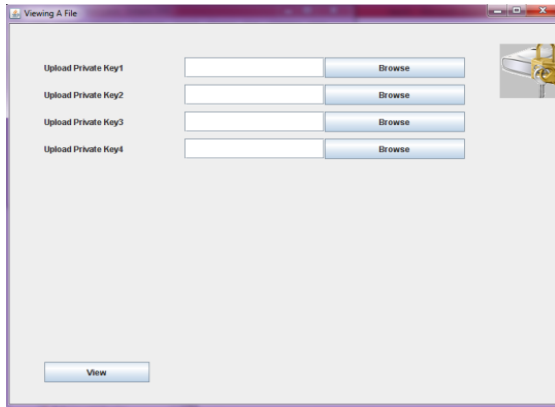 Viewing A File
Upload Private Key1 Browse
Upload Private Key2 Browse
Upload Private Key3 Browse
Upload Private Key4 Browse
View